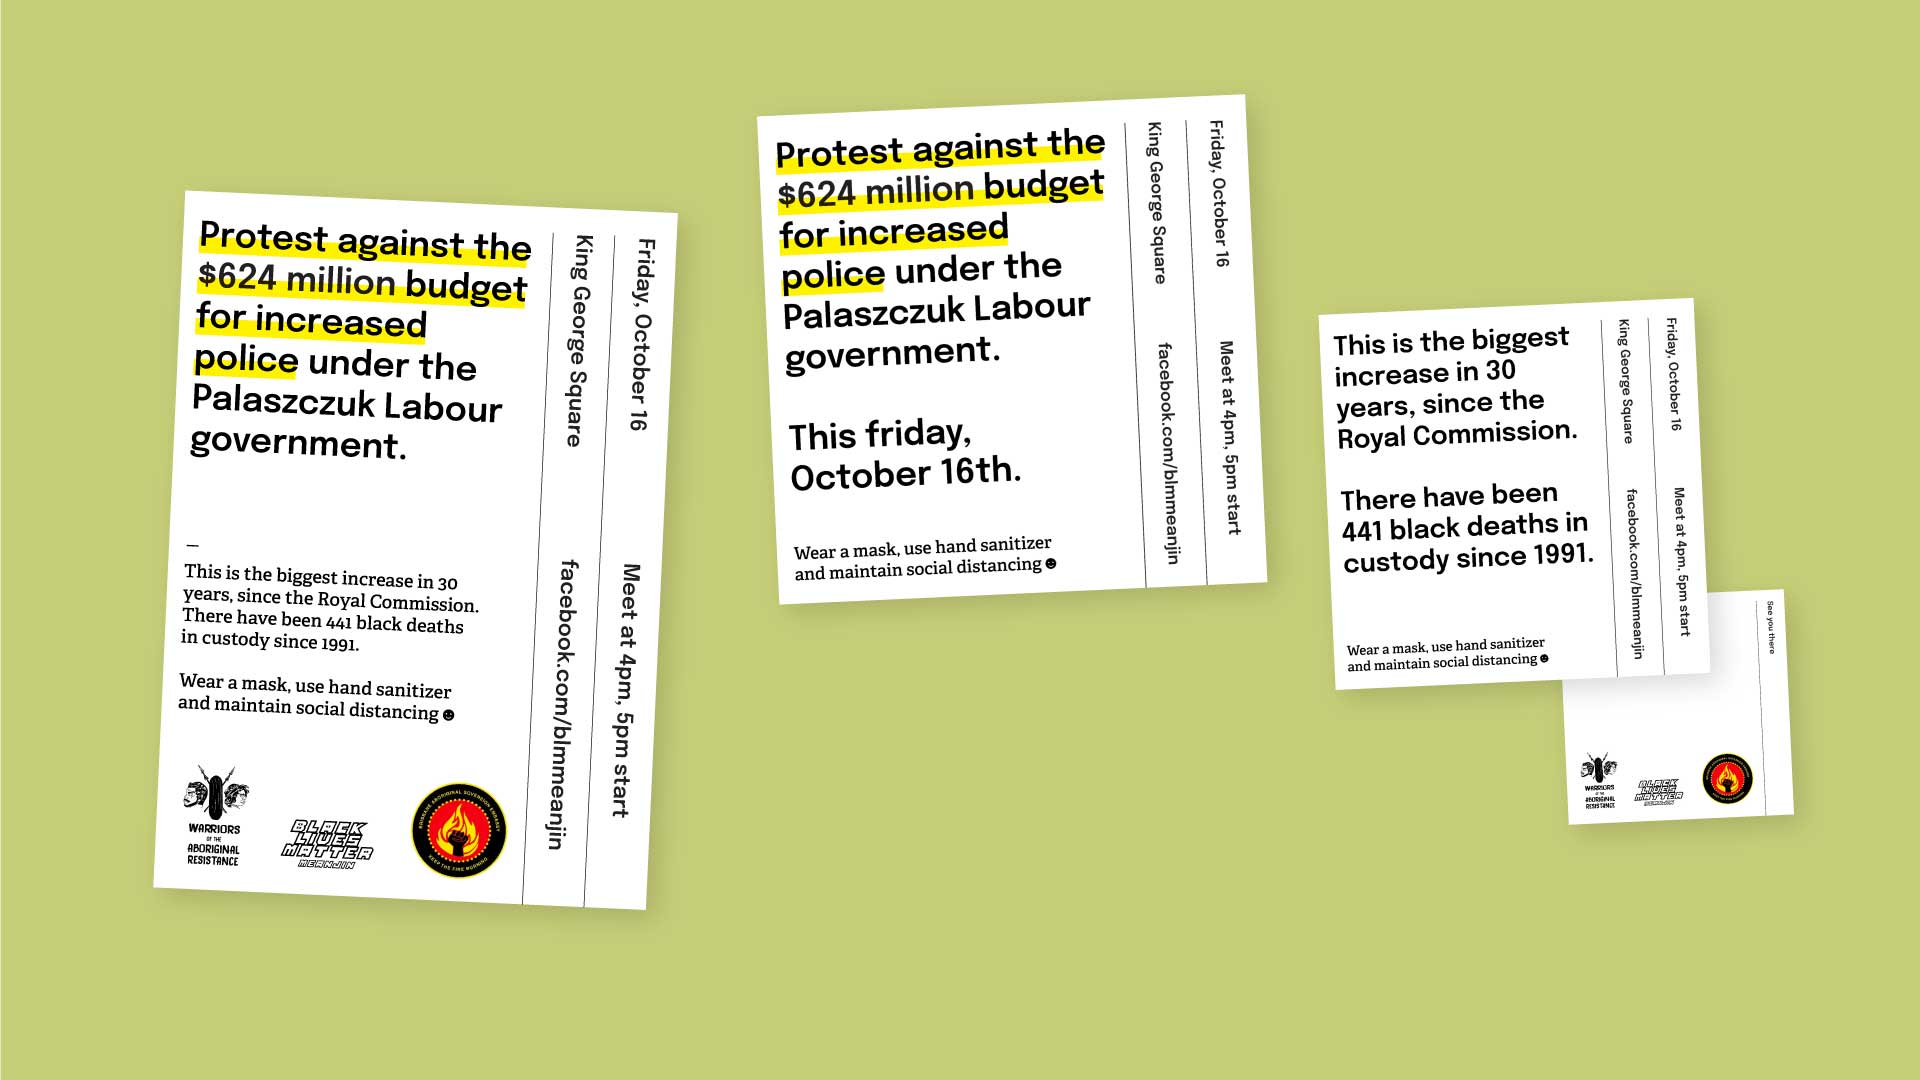 Protest against the
$624 million budget
for increased
police under the
Palaszczuk Labour
government.
—
This is the biggest increase in 30
years, since the Royal Commission.
There have been 441 black deaths
in custody since 1991.
Wear a mask, use hand sanitizer
and maintain social distancing
WARRIORS
OF THE
ABORIGINAL
RESISTANCE
BLACK
LIVES
MATTER
MEANJIN
BRISBANE ABORIGINAL SOVEREIGN EMBASSY
KEEP THE FIRE BURNING
King George Square
facebook.com/blmmeanjin
Friday, October 16
Meet at 4pm, 5pm start
Protest against the
$624 million budget
for increased
police under the
Palaszczuk Labour
government.
This friday,
October 16th.
Wear a mask, use hand sanitizer
and maintain social distancing
King George Square
facebook.com/blmmeanjin
Friday, October 16
Meet at 4pm, 5pm start
This is the biggest
increase in 30
years, since the
Royal Commission.
There have been
441 black deaths in
custody since 1991.
Wear a mask, use hand sanitizer
and maintain social distancing
King George Square
facebook.com/blmmeanjin
Friday, October 16
Meet at 4pm, 5pm start
See you there
WARRIORS
OF THE
ABORIGINAL
RESISTANCE
BLACK
LIVES
MATTER
MEANJIN